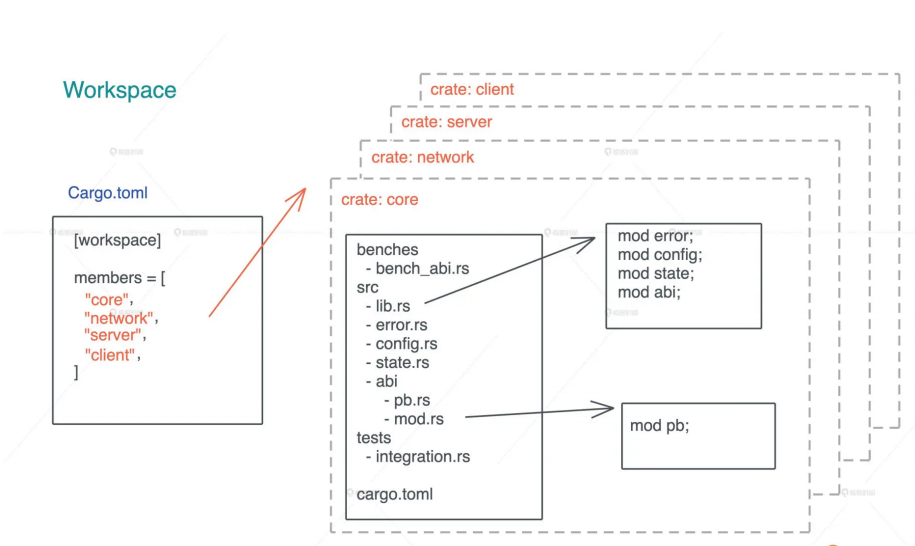 Workspace
Cargo.toml
[workspace]
members = [
"core",
"network",
"server",
"client",
]
crate: client
crate: server
crate: network
crate: core
benches
- bench_abi.rs
src
- lib.rs
- error.rs
- config.rs
- state.rs
- abi
- pb.rs
- mod.rs
tests
- integration.rs
cargo.toml
mod error;
mod config;
mod state;
mod abi;
mod pb;